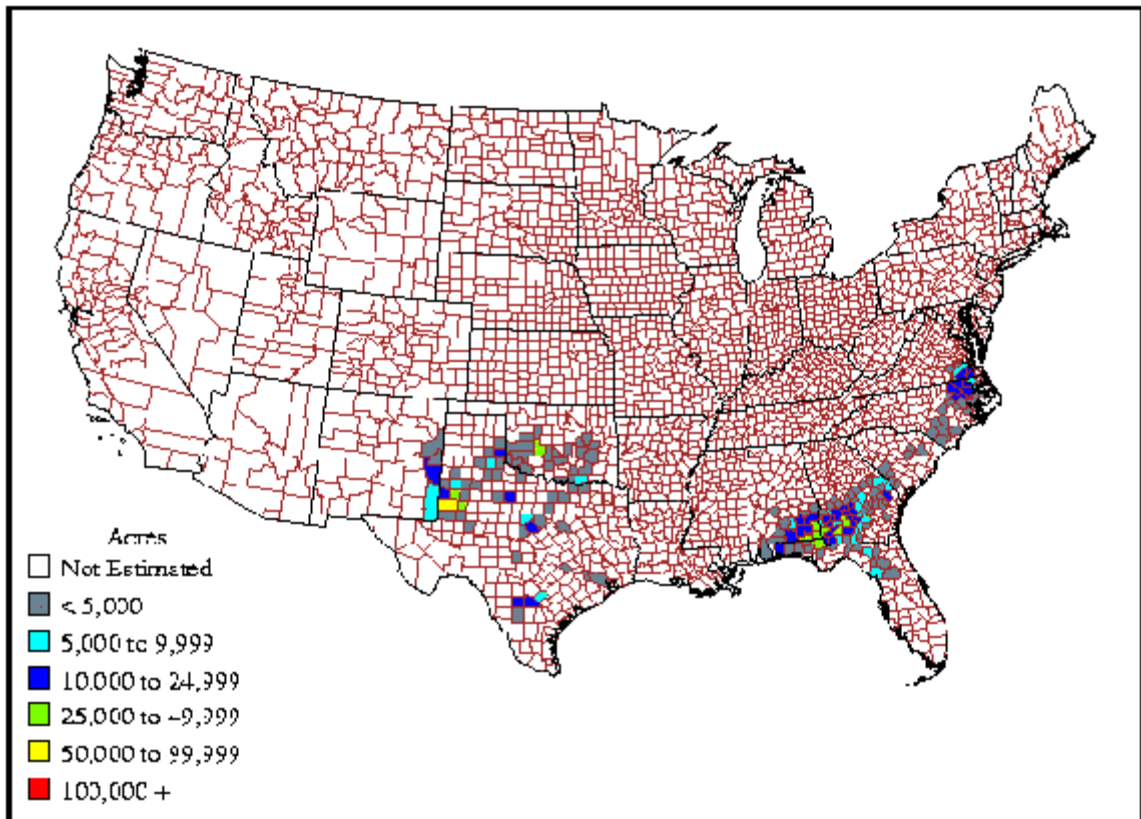 Acres
Not Estimated
< 5,000
5,000 to 9,999
10,000 to 24,999
25,000 to 49,999
50,000 to 99,999
100,000 +